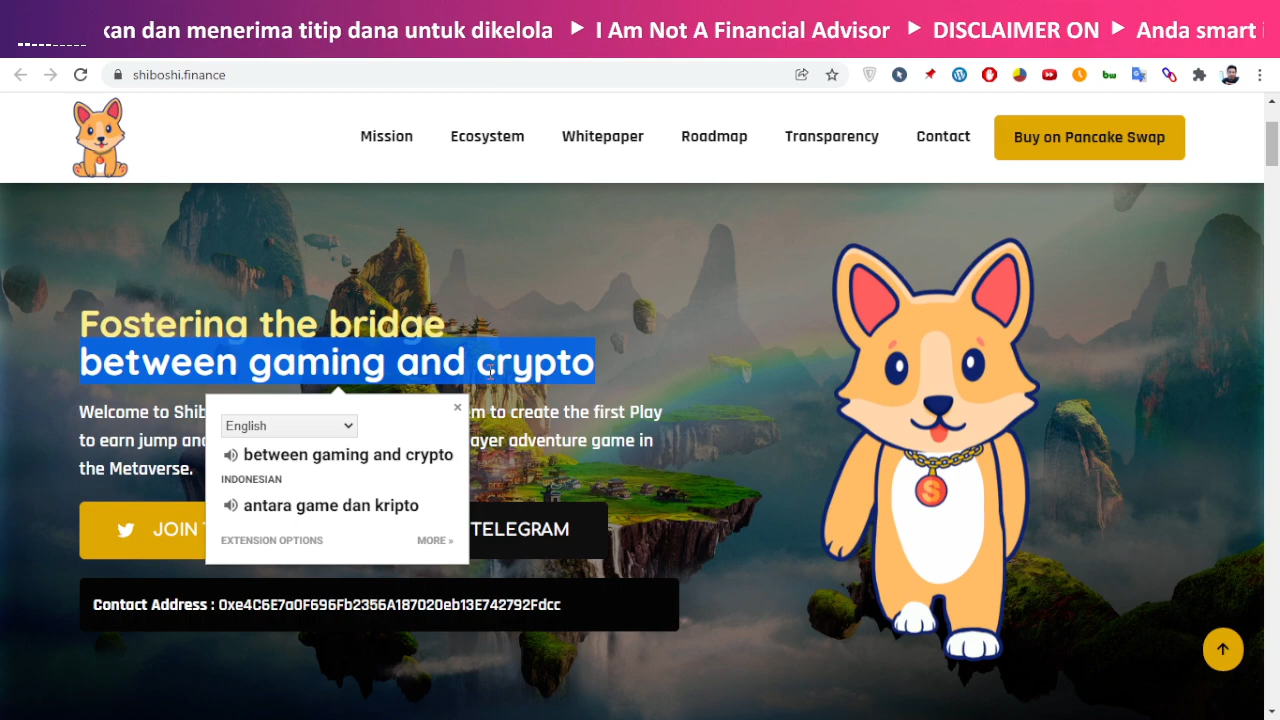 kan dan menerima titip dana untuk dikelola ▶ I Am Not A Financial Advisor ▶ DISCLAIMER ON ▶ Anda smart
shiboshi.finance
Mission Ecosystem Whitepaper Roadmap Transparency Contact Buy on Pancake Swap
Fostering the bridge
between gaming and crypto
Welcome to Shib m to create the first Play
to earn jump and ayer adventure game in
the Metaverse.
English
between gaming and crypto
INDONESIAN
antara game dan kripto
EXTENSION OPTIONS MORE »
JOIN TELEGRAM
Contact Address : 0xe4C6E7a0F696Fb2356A187020eb13E742792Fdcc